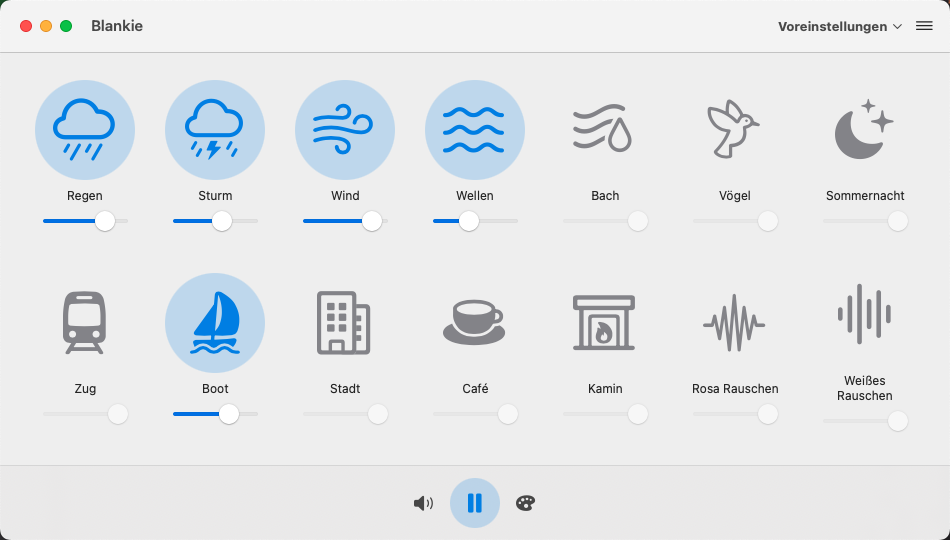 Blankie
Voreinstellungen
Regen
Sturm
Wind
Wellen
Bach
Vögel
Sommernacht
Zug
Boot
Stadt
Café
Kamin
Rosa Rauschen
Weißes
Rauschen